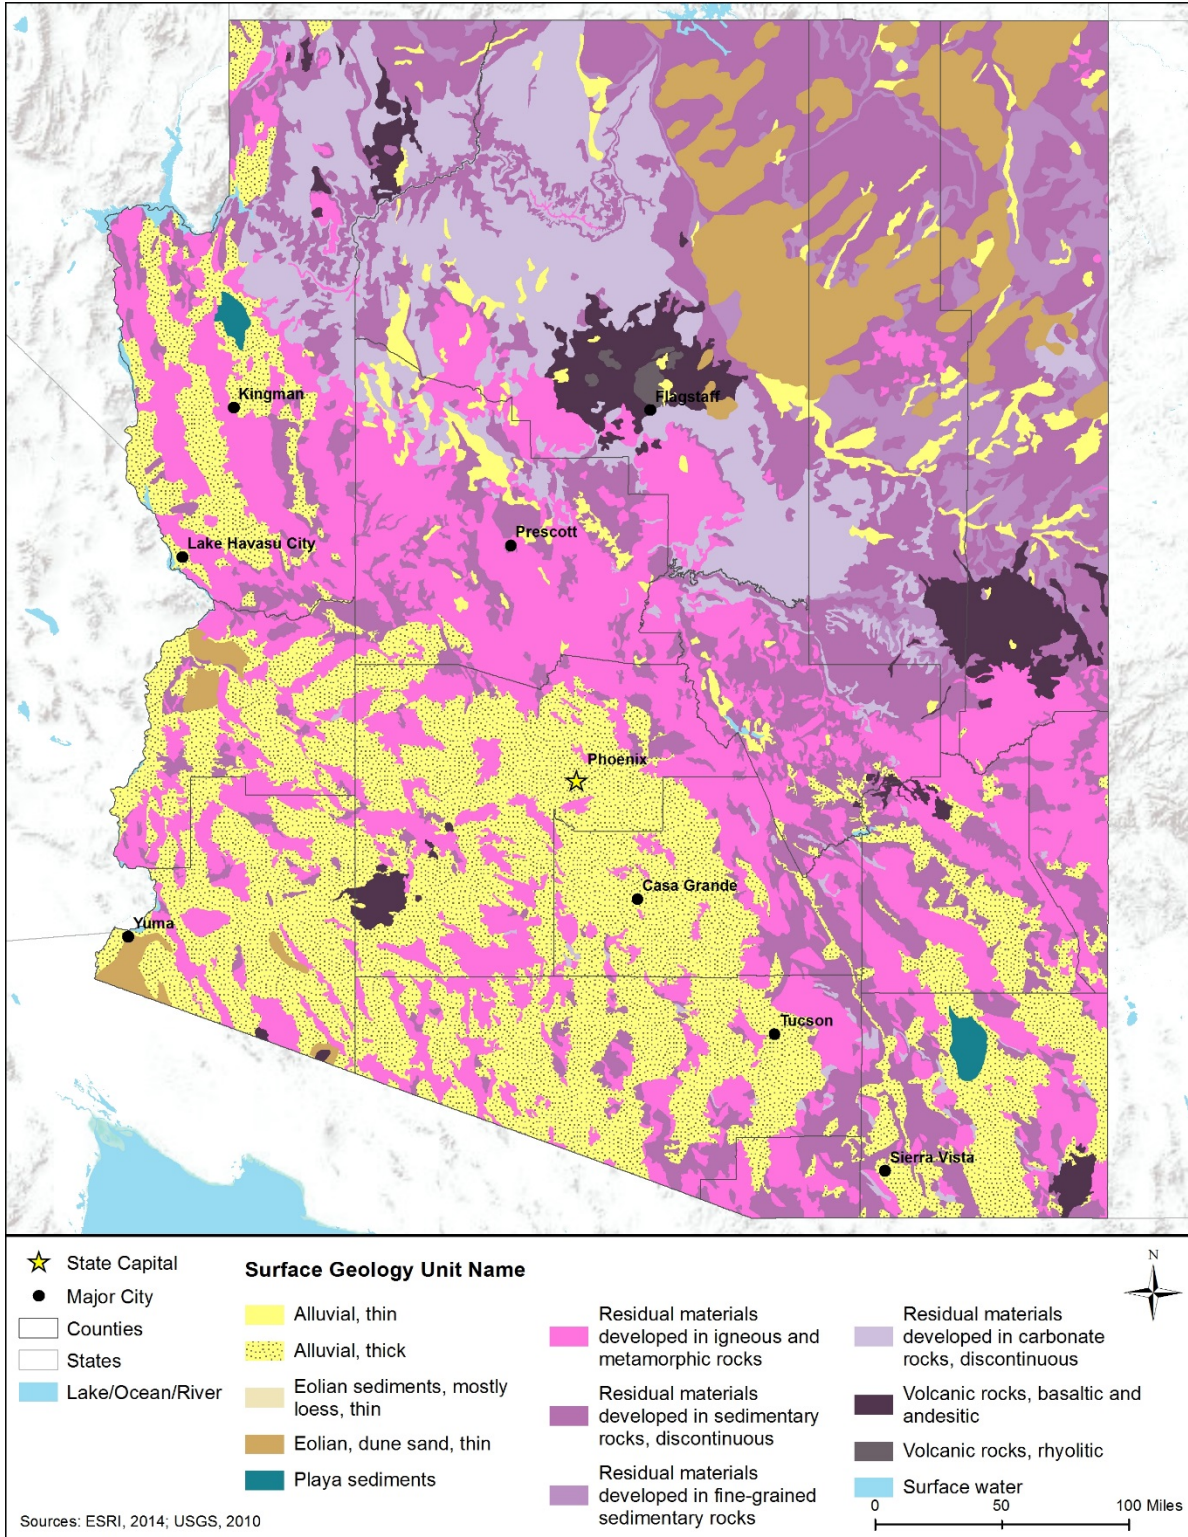 Kingman
Flagstaff
Lake Havasu City
Prescott
Phoenix
Casa Grande
Yuma
Tucson
Sierra Vista
State Capital
Major City
Counties
States
Lake/Ocean/River
Surface Geology Unit Name
Alluvial, thin
Alluvial, thick
Eolian sediments, mostly
loess, thin
Eolian, dune sand, thin
Playa sediments
Residual materials
developed in igneous and
metamorphic rocks
Residual materials
developed in sedimentary
rocks, discontinuous
Residual materials
developed in fine-grained
sedimentary rocks
Residual materials
developed in carbonate
rocks, discontinuous
Volcanic rocks, basaltic and
andesitic
Volcanic rocks, rhyolitic
Surface water
N
0 50 100 Miles
Sources: ESRI, 2014; USGS, 2010